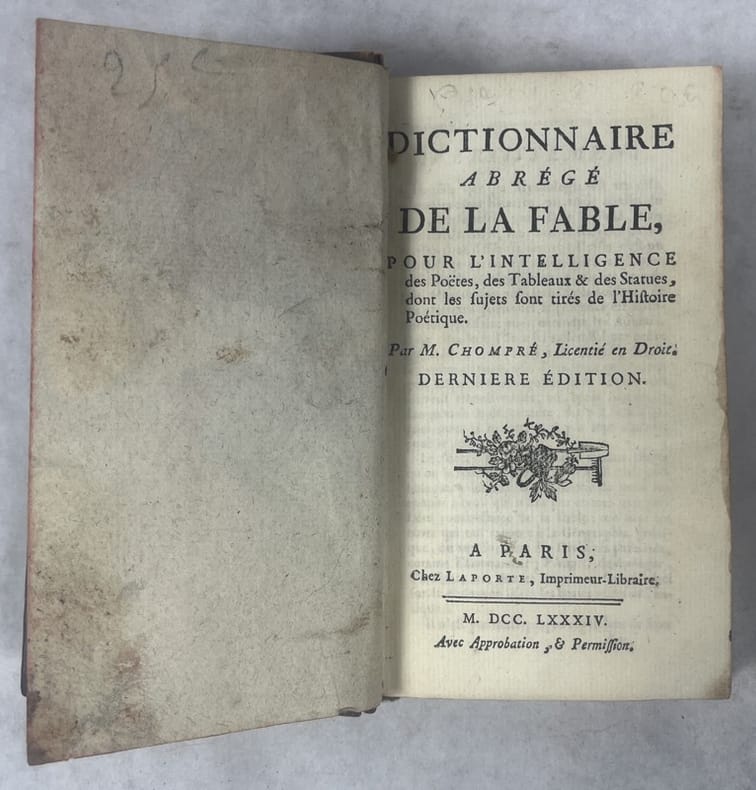 DICTIONNAIRE
ABRÉGÉ
DE LA FABLE,
POUR L'INTELLIGENCE
des Poëtes, des Tableaux & des Statues,
dont les ſujets ſont tirés de l'Hiſtoire
Poétique.
Par M. CHOMPRÉ, Licentié en Droit.
DERNIERE ÉDITION.
A PARIS,
Chez LAPORTE, Imprimeur-Libraire.
M. DCC. LXXXIV.
Avec Approbation, & Permiſſion.